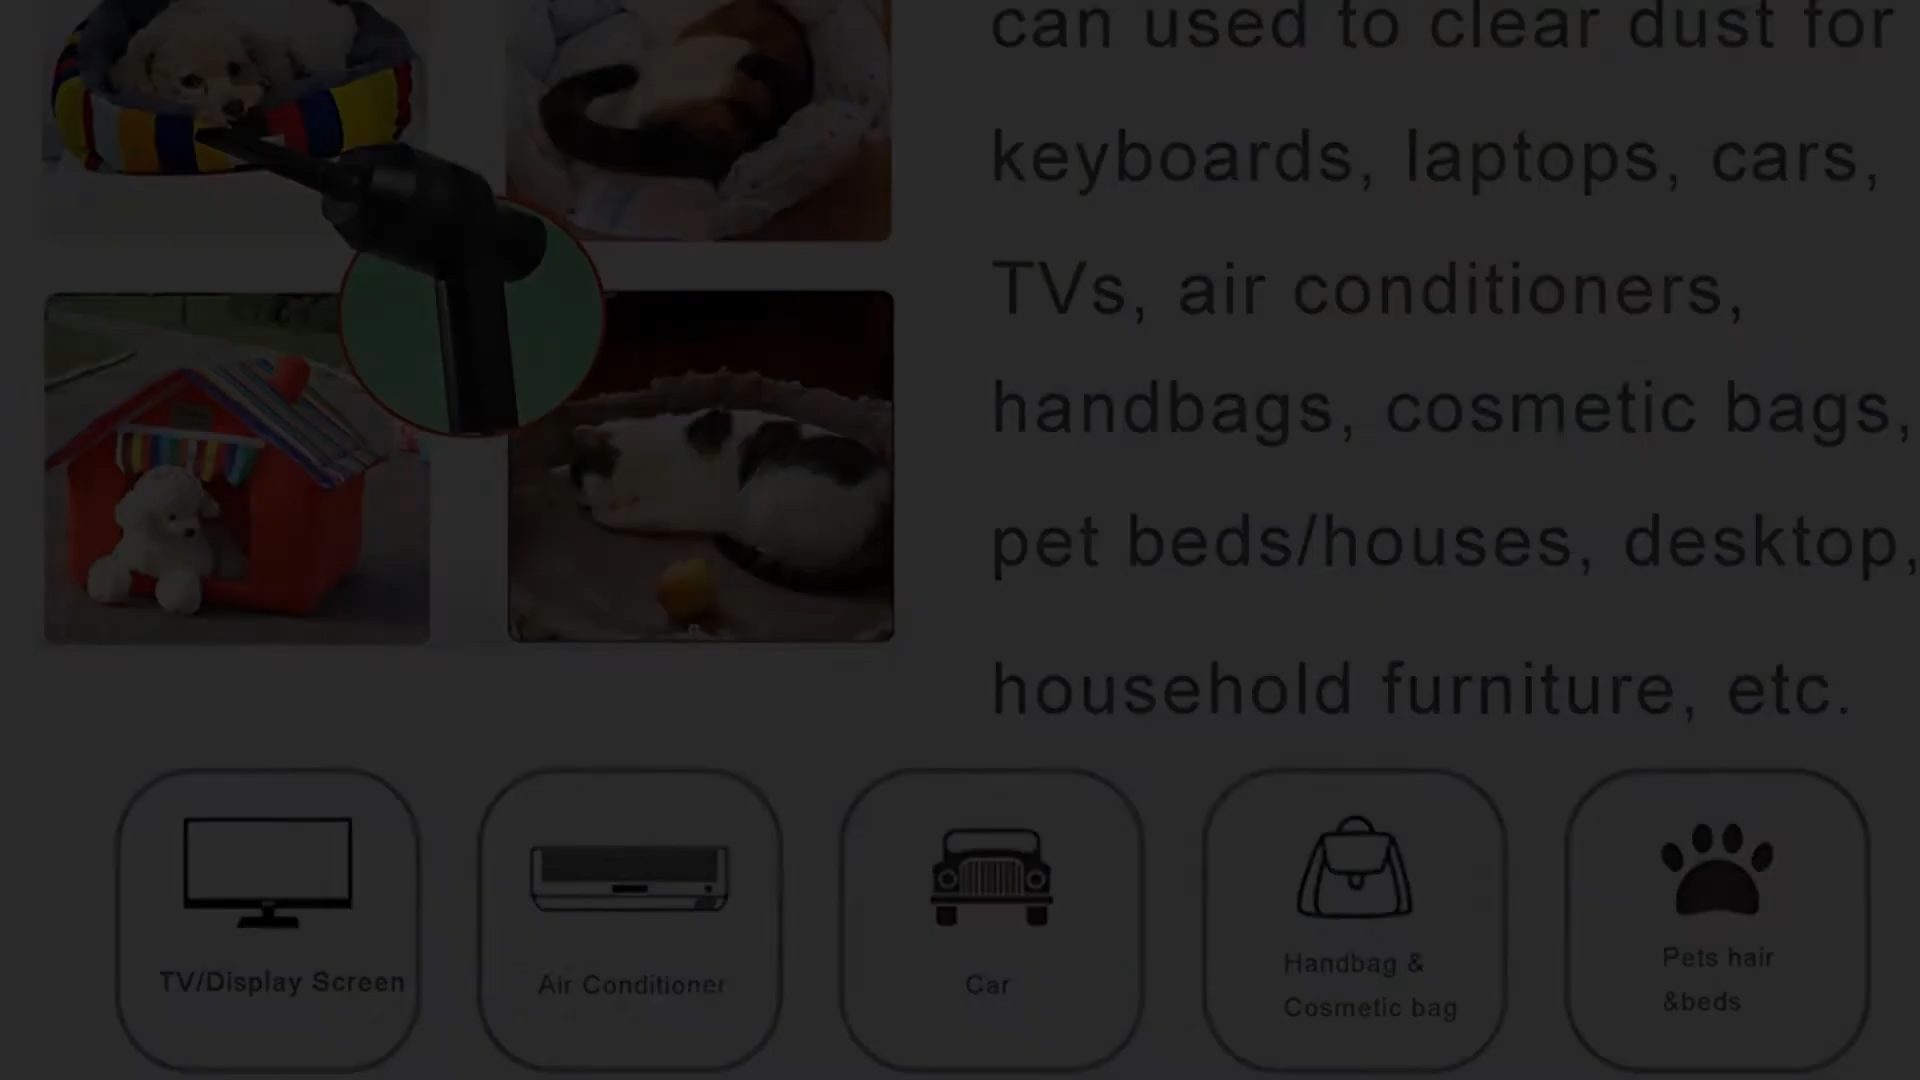 can used to clear dust for
keyboards, laptops, cars,
TVs, air conditioners,
handbags, cosmetic bags,
pet beds/houses, desktop,
household furniture, etc.
TV/Display Screen
Air Conditioner
Car
Handbag &
Cosmetic bag
Pets hair
&beds